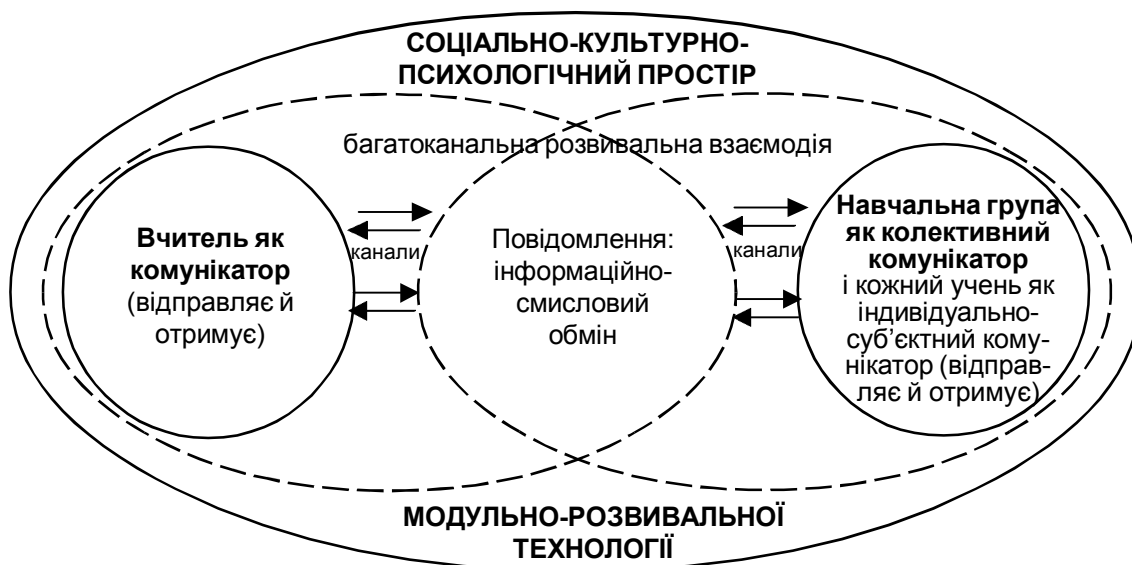 СОЦІАЛЬНО-КУЛЬТУРНО-
ПСИХОЛОГІЧНИЙ ПРОСТІР
багатоканальна розвивальна взаємодія
Вчитель як
комунікатор
(відправляє й
отримує)
канали
Повідомлення:
інформаційно-
смисловий
обмін
канали
Навчальна група
як колективний
комунікатор
і кожний учень як
індивідуально-
суб’єктний кому-
нікатор (відправ-
ляє й отримує)
МОДУЛЬНО-РОЗВИВАЛЬНОЇ
ТЕХНОЛОГІЇ